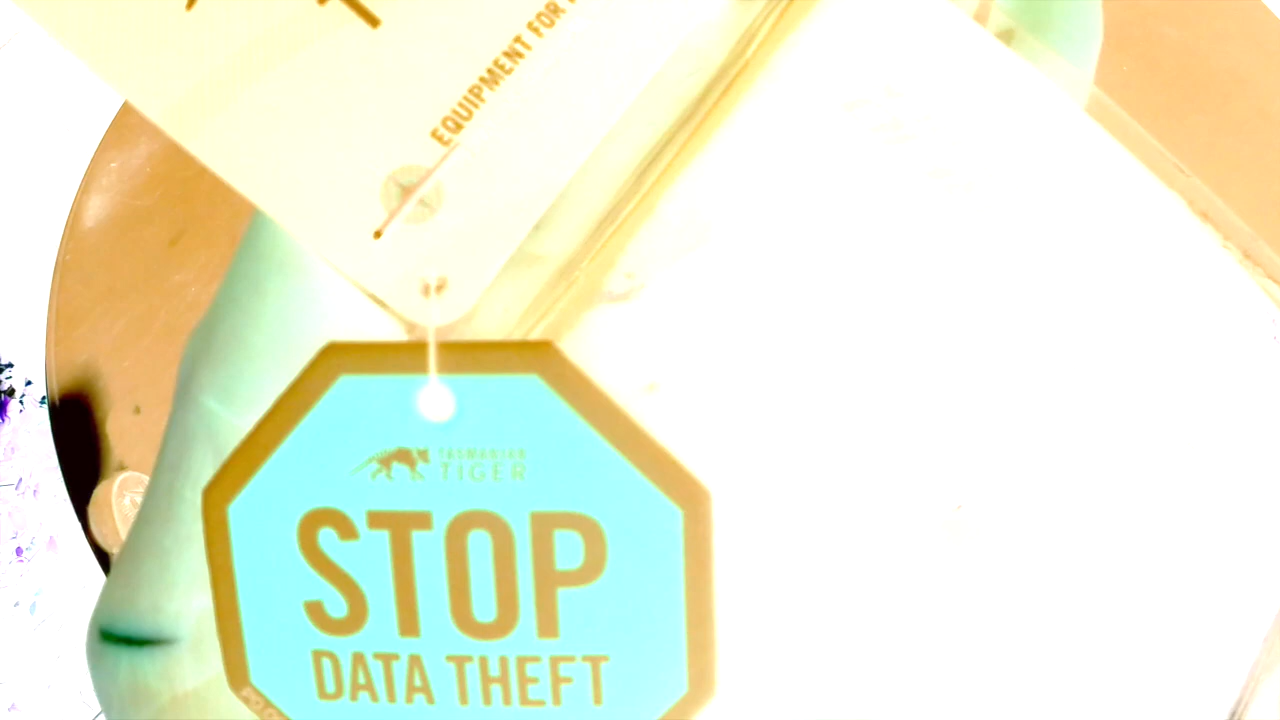 EQUIPMENT FOR
TASMANIAN
TIGER
STOP
DATA THEFT